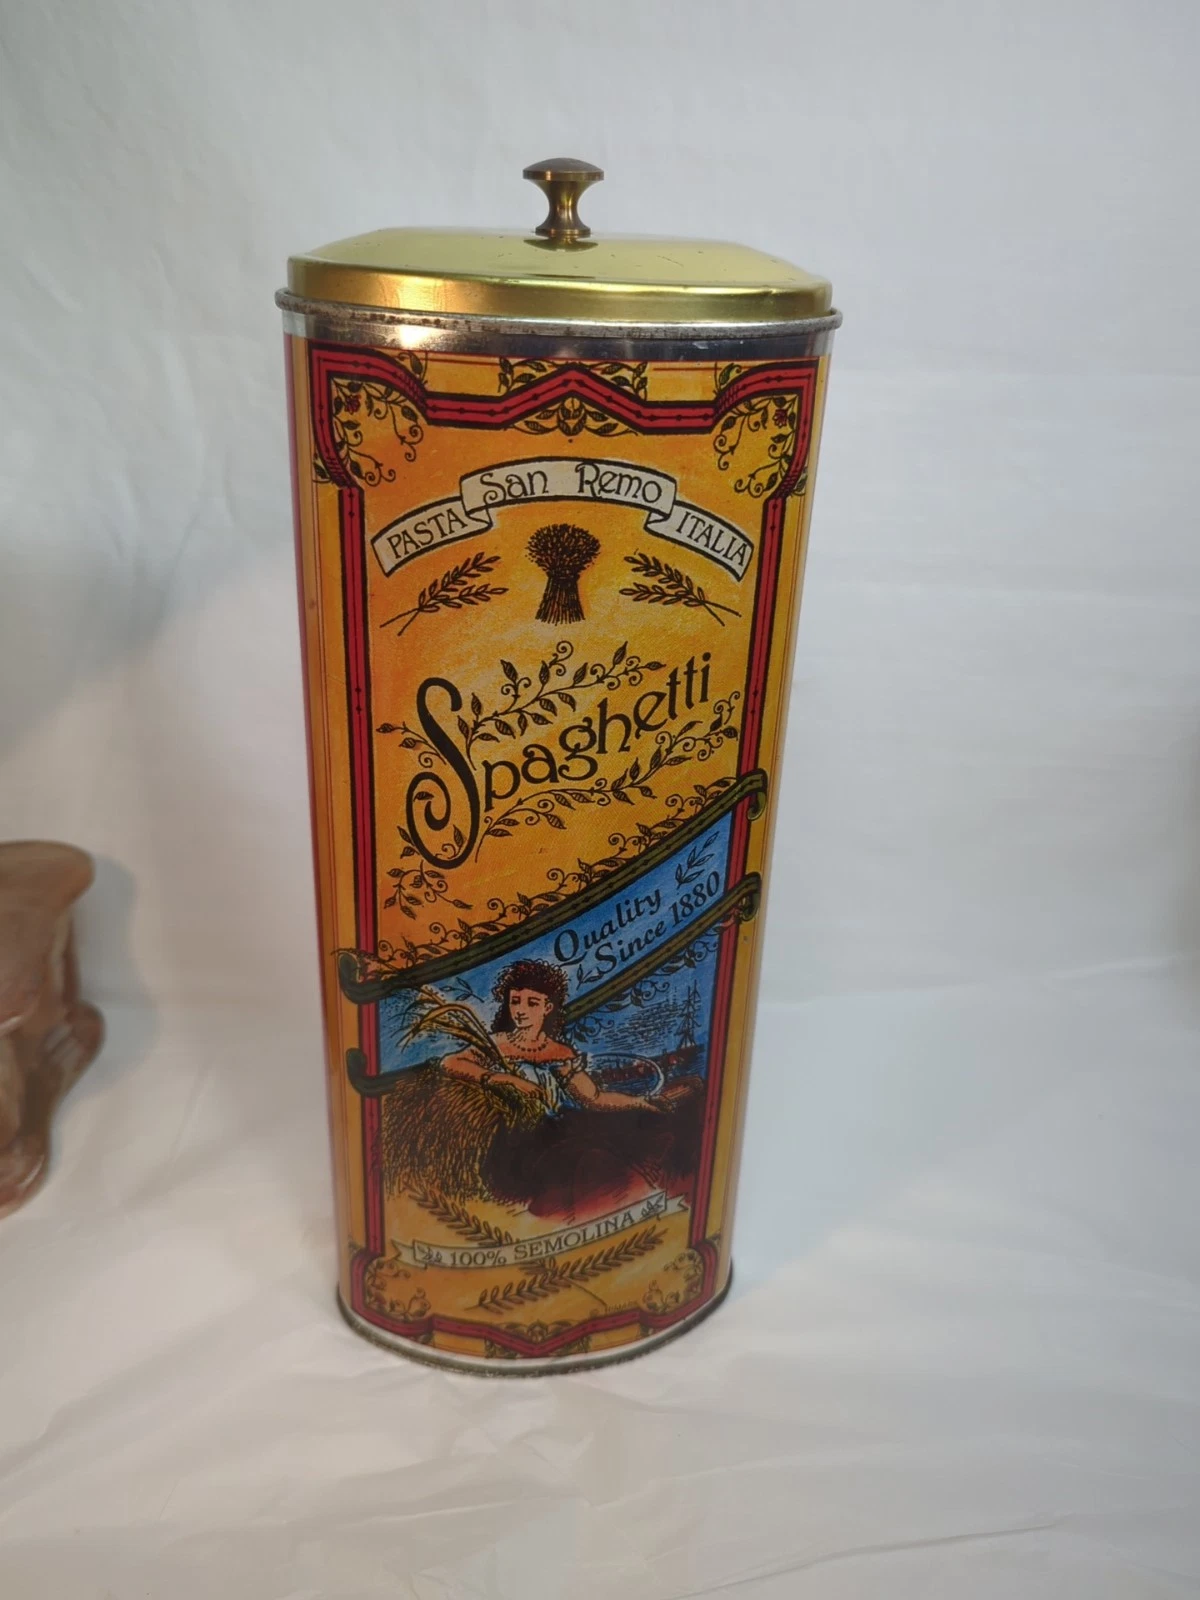 PASTA San Remo ITALIA
Spaghetti
Quality
Since 1880
100% SEMOLINA